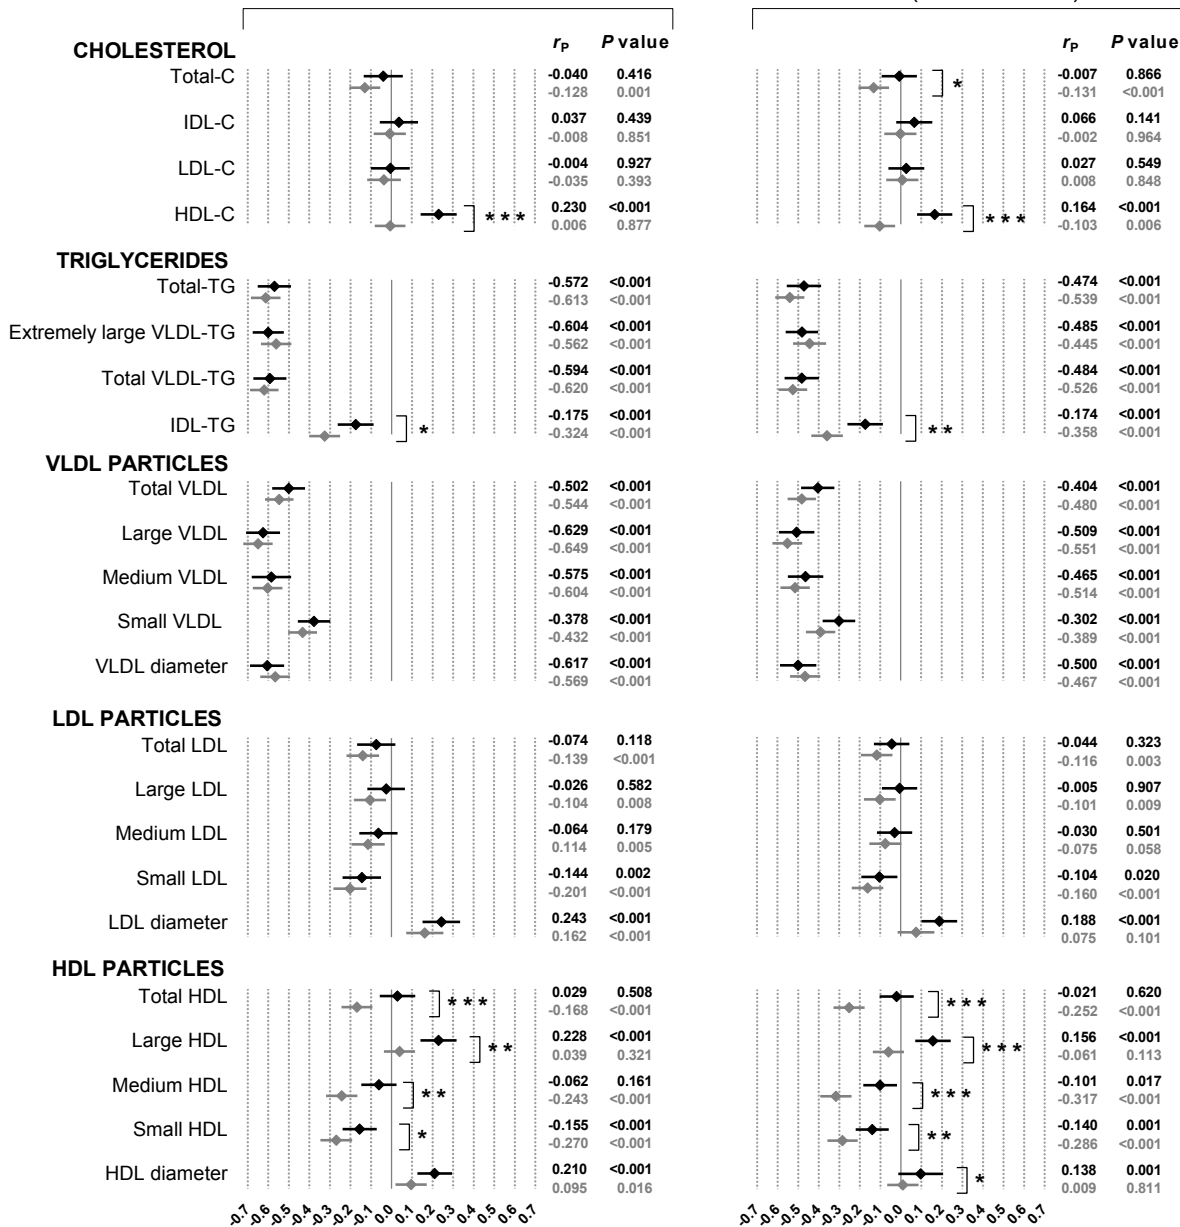 r P P value r P P value
CHOLESTEROL
Total-C -0.040 0.416 -0.007 0.866 *
-0.128 0.001 -0.131 <0.001
IDL-C 0.037 0.439 0.066 0.141
-0.008 0.851 -0.002 0.964
LDL-C -0.004 0.927 0.027 0.549
-0.035 0.393 0.008 0.848
HDL-C *** 0.230 <0.001 *** 0.164 <0.001
0.006 0.877 -0.103 0.006
TRIGLYCERIDES
Total-TG -0.572 <0.001 -0.474 <0.001
-0.613 <0.001 -0.539 <0.001
Extremely large VLDL-TG -0.604 <0.001 -0.485 <0.001
-0.562 <0.001 -0.445 <0.001
Total VLDL-TG -0.594 <0.001 -0.484 <0.001
-0.620 <0.001 -0.526 <0.001
IDL-TG * -0.175 <0.001 ** -0.174 <0.001
-0.324 <0.001 -0.358 <0.001
VLDL PARTICLES
Total VLDL -0.502 <0.001 -0.404 <0.001
-0.544 <0.001 -0.480 <0.001
Large VLDL -0.629 <0.001 -0.509 <0.001
-0.649 <0.001 -0.551 <0.001
Medium VLDL -0.575 <0.001 -0.465 <0.001
-0.604 <0.001 -0.514 <0.001
Small VLDL -0.378 <0.001 -0.302 <0.001
-0.432 <0.001 -0.389 <0.001
VLDL diameter -0.617 <0.001 -0.500 <0.001
-0.569 <0.001 -0.467 <0.001
LDL PARTICLES
Total LDL -0.074 0.118 -0.044 0.323
-0.139 <0.001 -0.116 0.003
Large LDL -0.026 0.582 -0.005 0.907
-0.104 0.008 -0.101 0.009
Medium LDL -0.064 0.179 -0.030 0.501
0.114 0.005 -0.075 0.058
Small LDL -0.144 0.002 -0.104 0.020
-0.201 <0.001 -0.160 <0.001
LDL diameter 0.243 <0.001 0.188 <0.001
0.162 <0.001 0.075 0.101
HDL PARTICLES
Total HDL *** 0.029 0.508 *** -0.021 0.620
-0.168 <0.001 -0.252 <0.001
Large HDL ** 0.228 <0.001 *** 0.156 <0.001
0.039 0.321 -0.061 0.113
Medium HDL ** -0.062 0.161 *** -0.101 0.017
-0.243 <0.001 -0.317 <0.001
Small HDL * -0.155 <0.001 ** -0.140 0.001
-0.270 <0.001 -0.286 <0.001
HDL diameter 0.210 <0.001 * 0.138 0.001
0.095 0.016 0.009 0.811
-0.7 -0.6 -0.5 -0.4 -0.3 -0.2 -0.1 0.0 0.1 0.2 0.3 0.4 0.5 0.6 0.7 -0.7 -0.6 -0.5 -0.4 -0.3 -0.2 -0.1 0.0 0.1 0.2 0.3 0.4 0.5 0.6 0.7